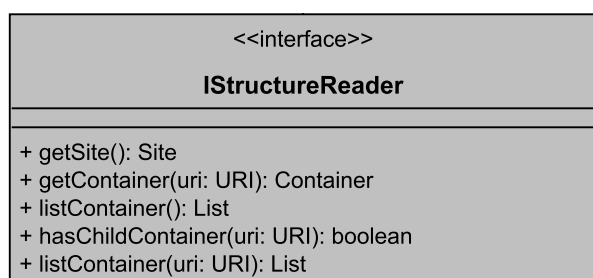 <<interface>>
IStructureReader
+ getSite(): Site
+ getContainer(uri: URI): Container
+ listContainer(): List
+ hasChildContainer(uri: URI): boolean
+ listContainer(uri: URI): List